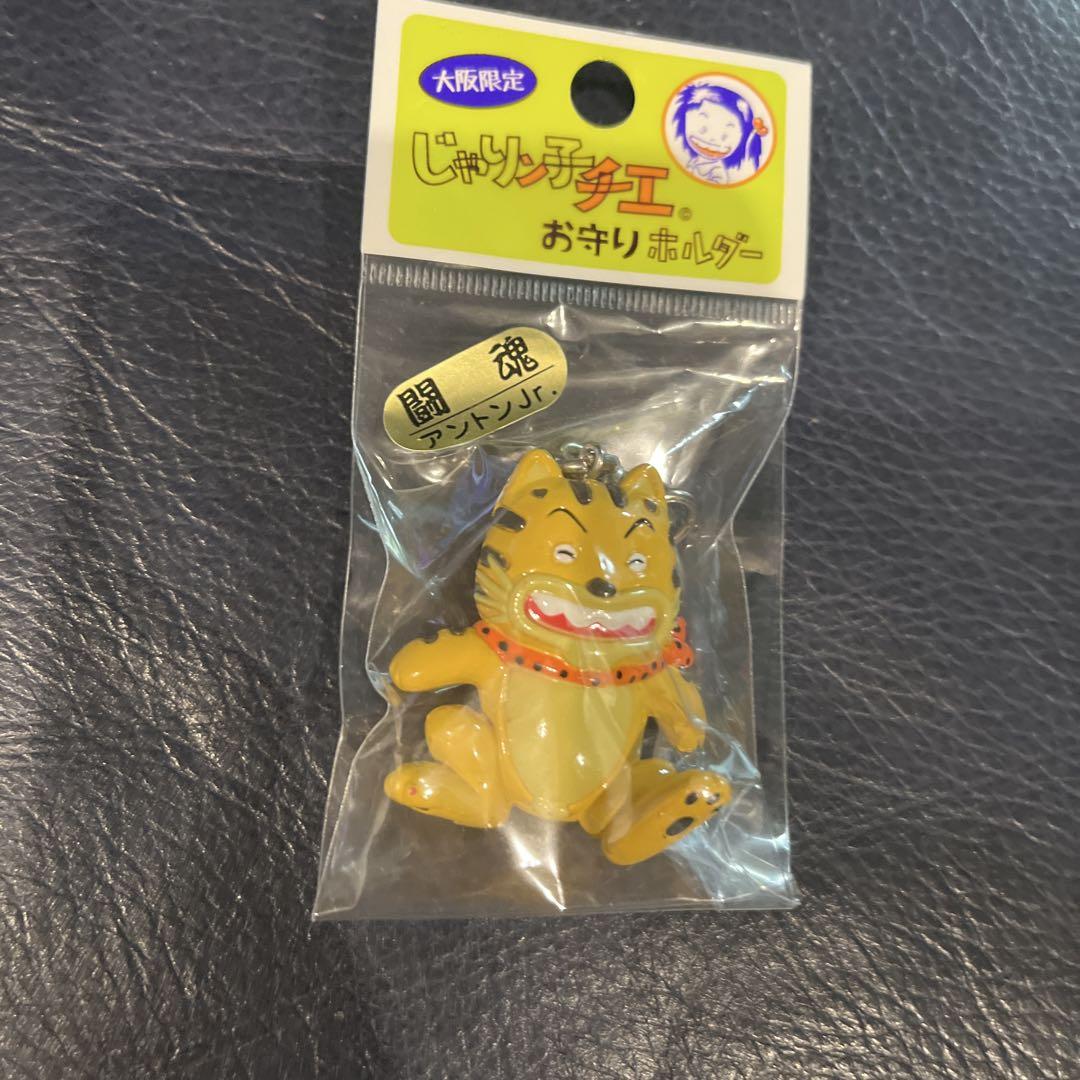 大阪限定
じゃリン子チエ©
お守りホルダー
闘魂
アントンJr.